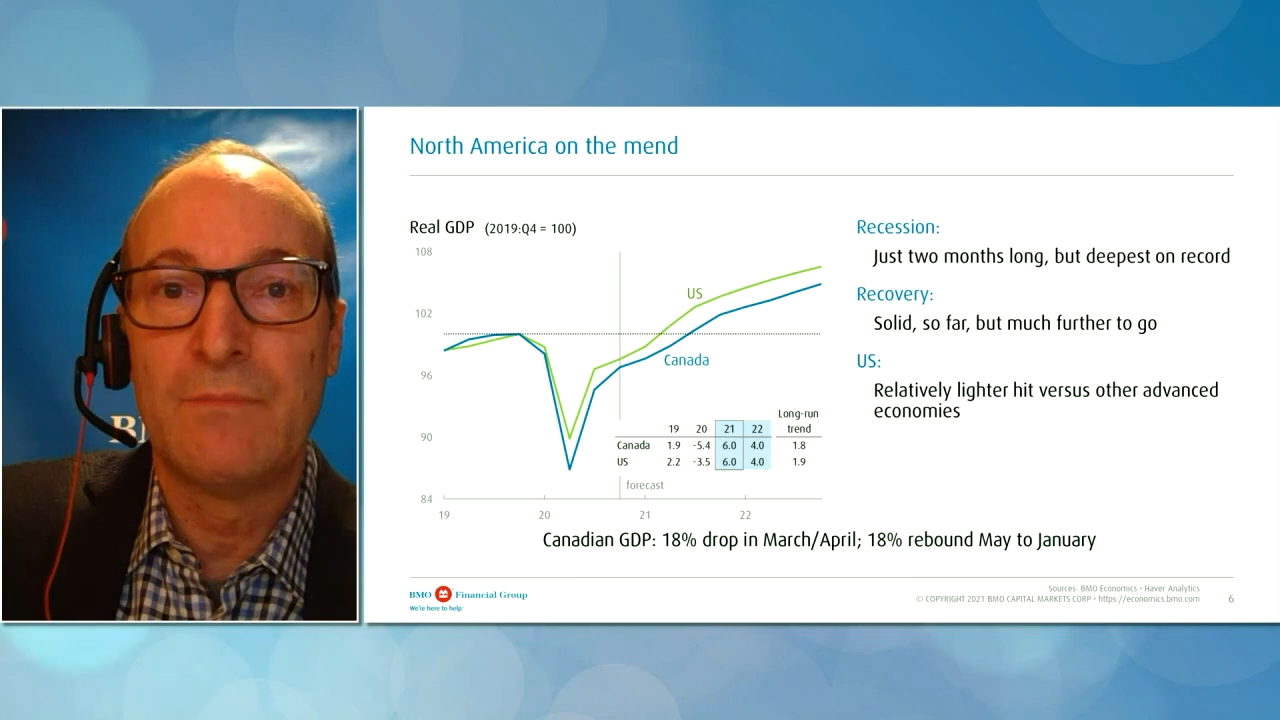 North America on the mend
Real GDP (2019:Q4 = 100)
108
102
96
90
84
US
Canada
Long-run
19 20 21 22 trend
Canada 1.9 -5.4 6.0 4.0 1.8
US 2.2 -3.5 6.0 4.0 1.9
forecast
19 20 21 22
Recession:
Just two months long, but deepest on record
Recovery:
Solid, so far, but much further to go
US:
Relatively lighter hit versus other advanced
economies
Canadian GDP: 18% drop in March/April; 18% rebound May to January
BMO Financial Group
We're here to help.
Sources: BMO Economics • Haver Analytics
© COPYRIGHT 2021 BMO CAPITAL MARKETS CORP • https://economics.bmo.com
6